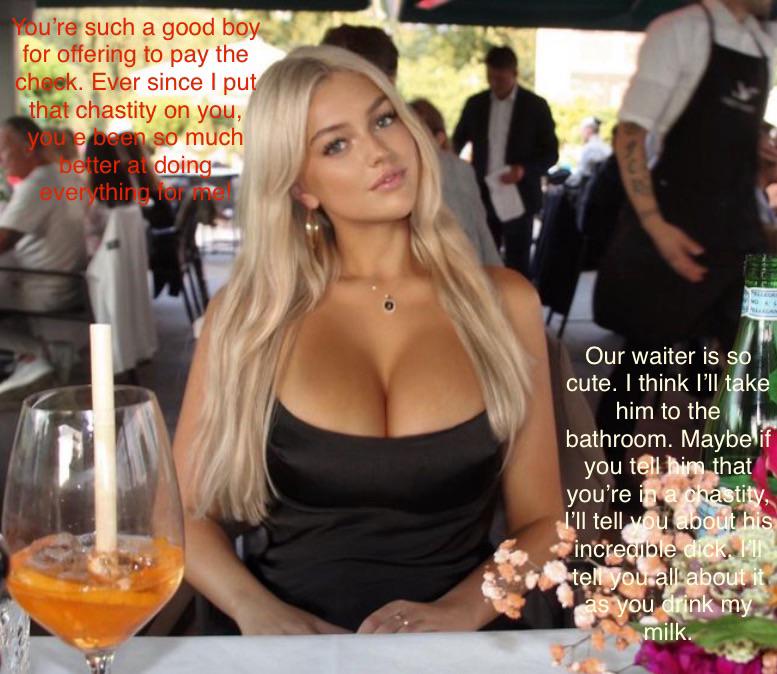 You're such a good boy
for offering to pay the
check. Ever since I put
that chastity on you,
you e been so much
better at doing
everything for me!
Our waiter is so
cute. I think I'll take
him to the
bathroom. Maybe if
you tell him that
you're in a chastity,
I'll tell you about his
incredible dick. I'll
tell you all about it
as you drink my
milk.